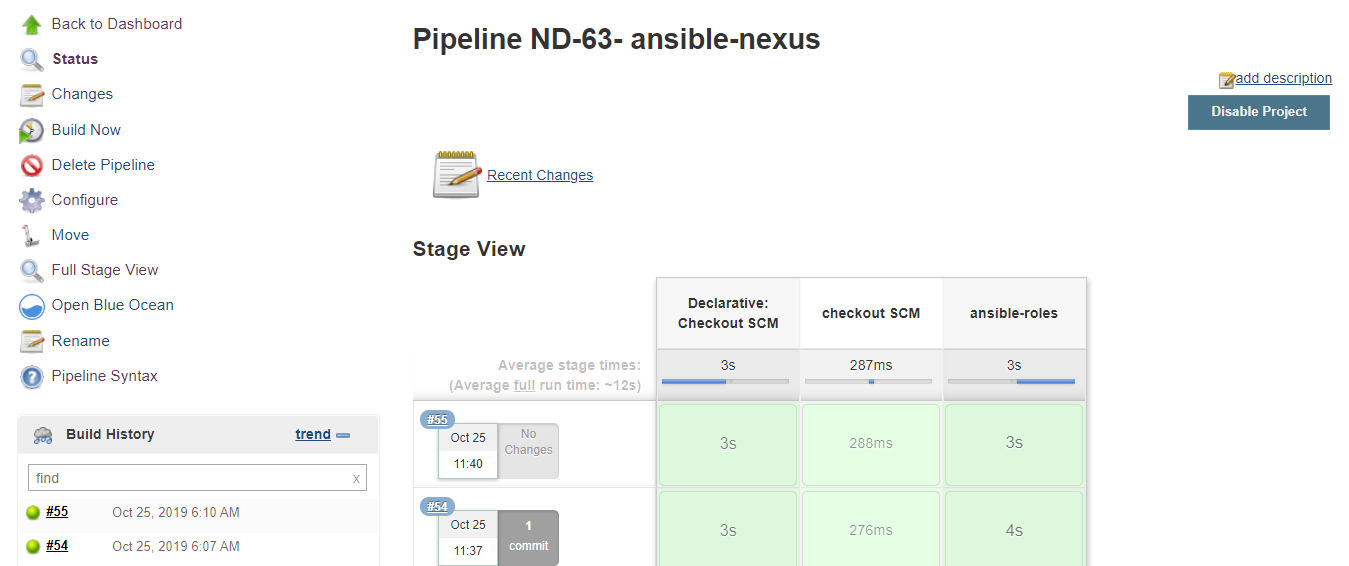 Back to Dashboard
Status
Changes
Build Now
Delete Pipeline
Configure
Move
Full Stage View
Open Blue Ocean
Rename
Pipeline Syntax
Build History
trend
find
x
#55 Oct 25, 2019 6:10 AM
#54 Oct 25, 2019 6:07 AM
Pipeline ND-63- ansible-nexus
add description
Disable Project
Recent Changes
Stage View
Declarative:
Checkout SCM
checkout SCM
ansible-roles
Average stage times:
(Average full run time: ~12s)
3s
287ms
3s
#55
Oct 25
11:40
No
Changes
3s
288ms
3s
#54
Oct 25
11:37
1
commit
3s
276ms
4s